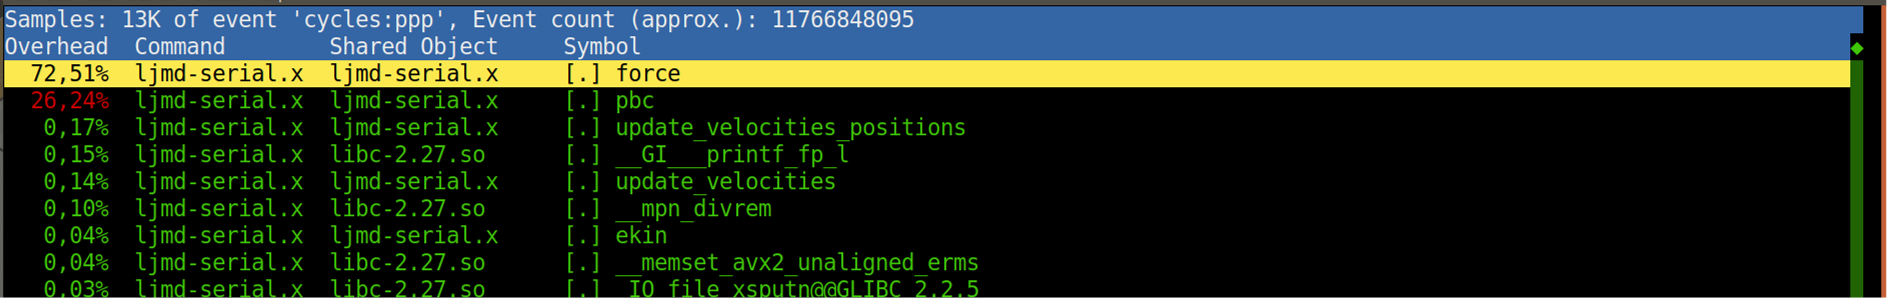 Samples: 13K of event 'cycles:ppp', Event count (approx.): 11766848095
Overhead  Command       Shared Object     Symbol
72,51%  ljmd-serial.x  ljmd-serial.x     [.] force
26,24%  ljmd-serial.x  ljmd-serial.x     [.] pbc
0,17%  ljmd-serial.x  ljmd-serial.x     [.] update_velocities_positions
0,15%  ljmd-serial.x  libc-2.27.so      [.] __GI___printf_fp_l
0,14%  ljmd-serial.x  ljmd-serial.x     [.] update_velocities
0,10%  ljmd-serial.x  libc-2.27.so      [.] __mpn_divrem
0,04%  ljmd-serial.x  ljmd-serial.x     [.] ekin
0,04%  ljmd-serial.x  libc-2.27.so      [.] __memset_avx2_unaligned_erms
0,03%  ljmd-serial.x  libc-2.27.so      [.] _IO_file_xsputn@@GLIBC_2.2.5